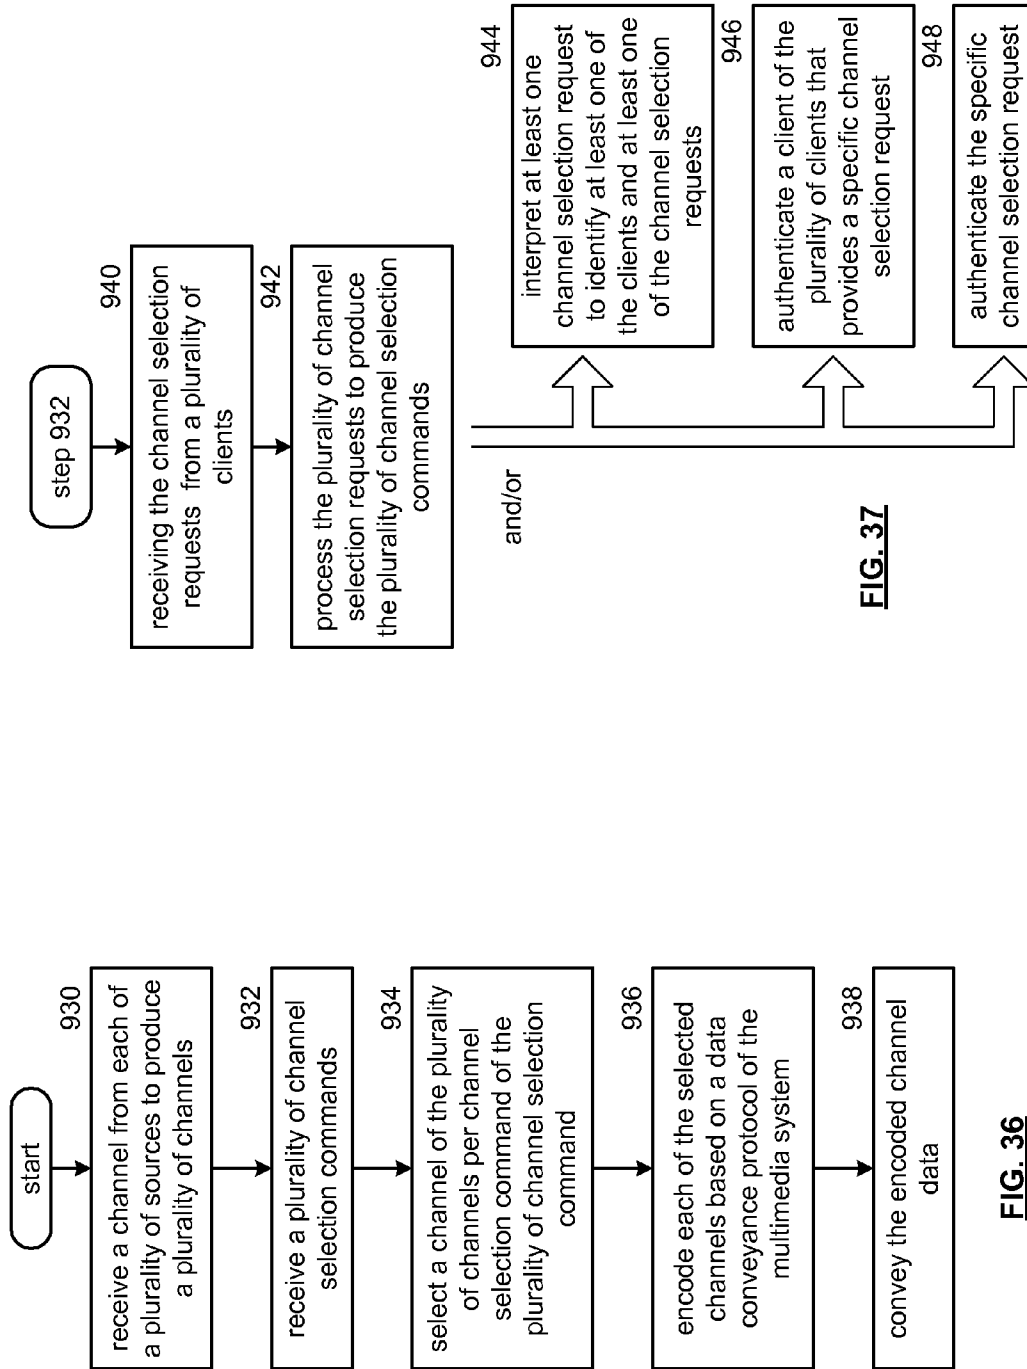 start
930
receive a channel from each of
a plurality of sources to produce
a plurality of channels
932
receive a plurality of channel
selection commands
934
select a channel of the plurality
of channels per channel
selection command of the
plurality of channel selection
command
936
encode each of the selected
channels based on a data
conveyance protocol of the
multimedia system
938
convey the encoded channel
data
FIG. 36
step 932
940
receiving the channel selection
requests from a plurality of
clients
942
process the plurality of channel
selection requests to produce
the plurality of channel selection
commands
and/or
944
interpret at least one
channel selection request
to identify at least one of
the clients and at least one
of the channel selection
requests
946
authenticate a client of the
plurality of clients that
provides a specific channel
selection request
948
authenticate the specific
channel selection request
FIG. 37